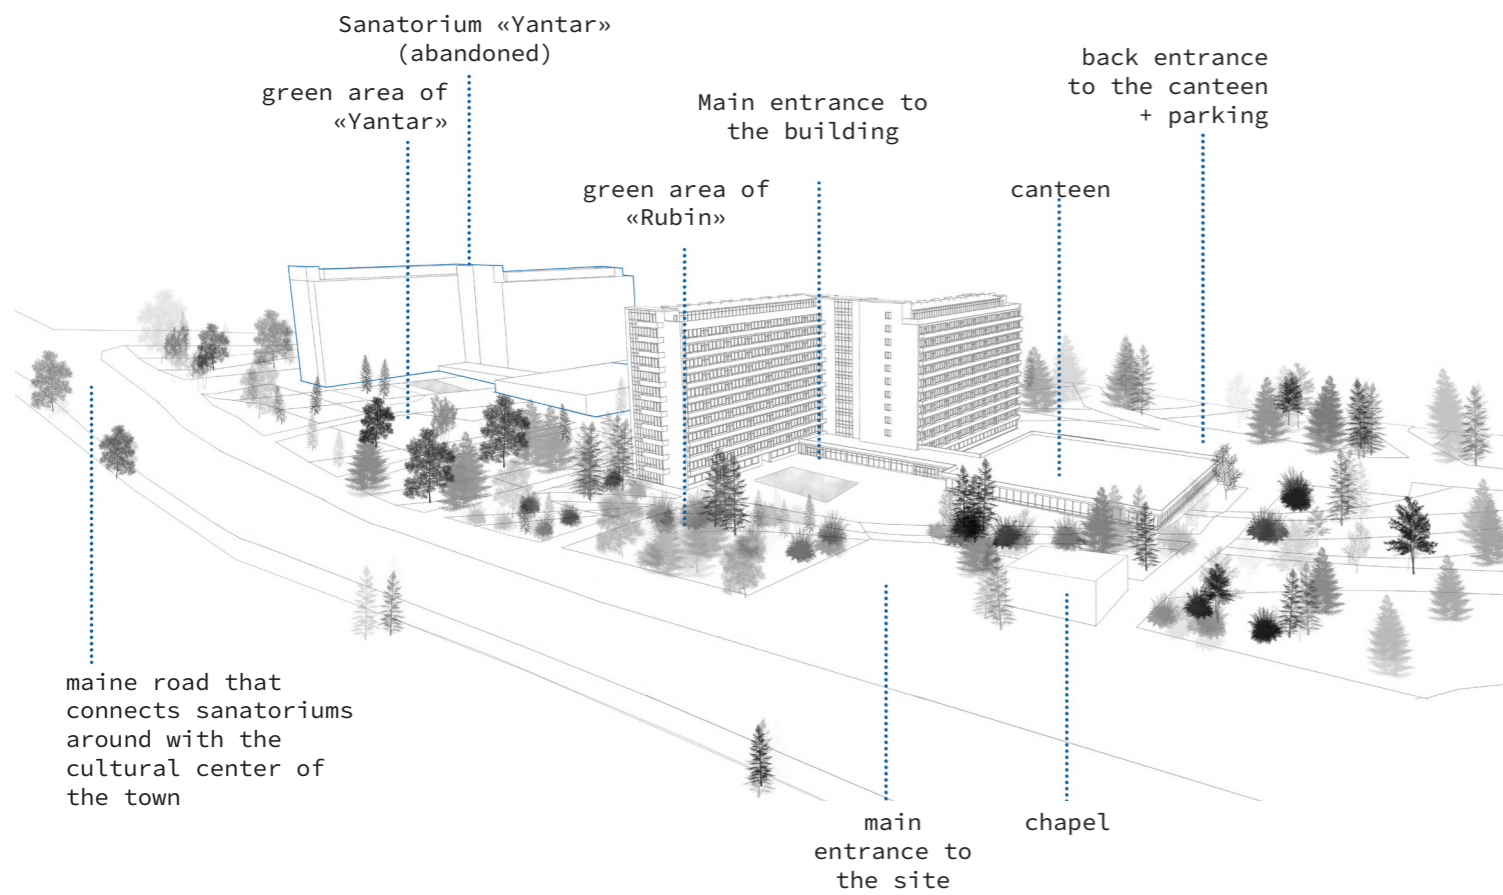 Sanatorium «Yantar»
(abandoned)
green area of
«Yantar»
Main entrance to
the building
back entrance
to the canteen
+ parking
green area of
«Rubin»
canteen
maine road that
connects sanatoriums
around with the
cultural center of
the town
main
entrance to
the site
chapel